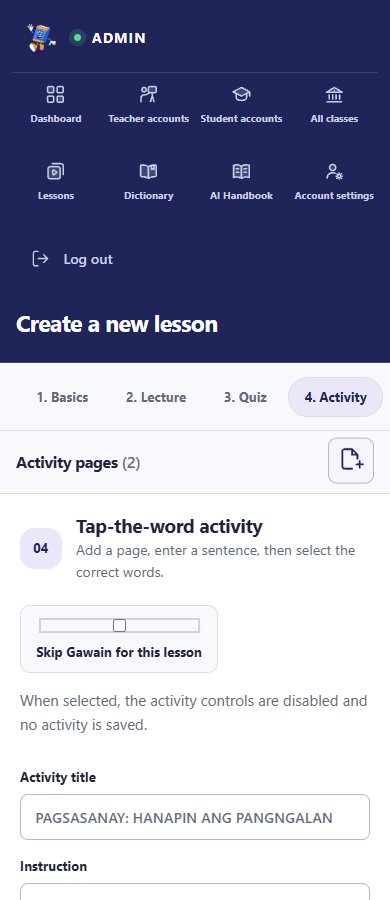 ADMIN
Dashboard
Teacher accounts
Student accounts
All classes
Lessons
Dictionary
AI Handbook
Account settings
Log out
Create a new lesson
1. Basics
2. Lecture
3. Quiz
4. Activity
Activity pages (2)
04
Tap-the-word activity
Add a page, enter a sentence, then select the
correct words.
Skip Gawain for this lesson
When selected, the activity controls are disabled and
no activity is saved.
Activity title
PAGSASANAY: HANAPIN ANG PANGNGALAN
Instruction